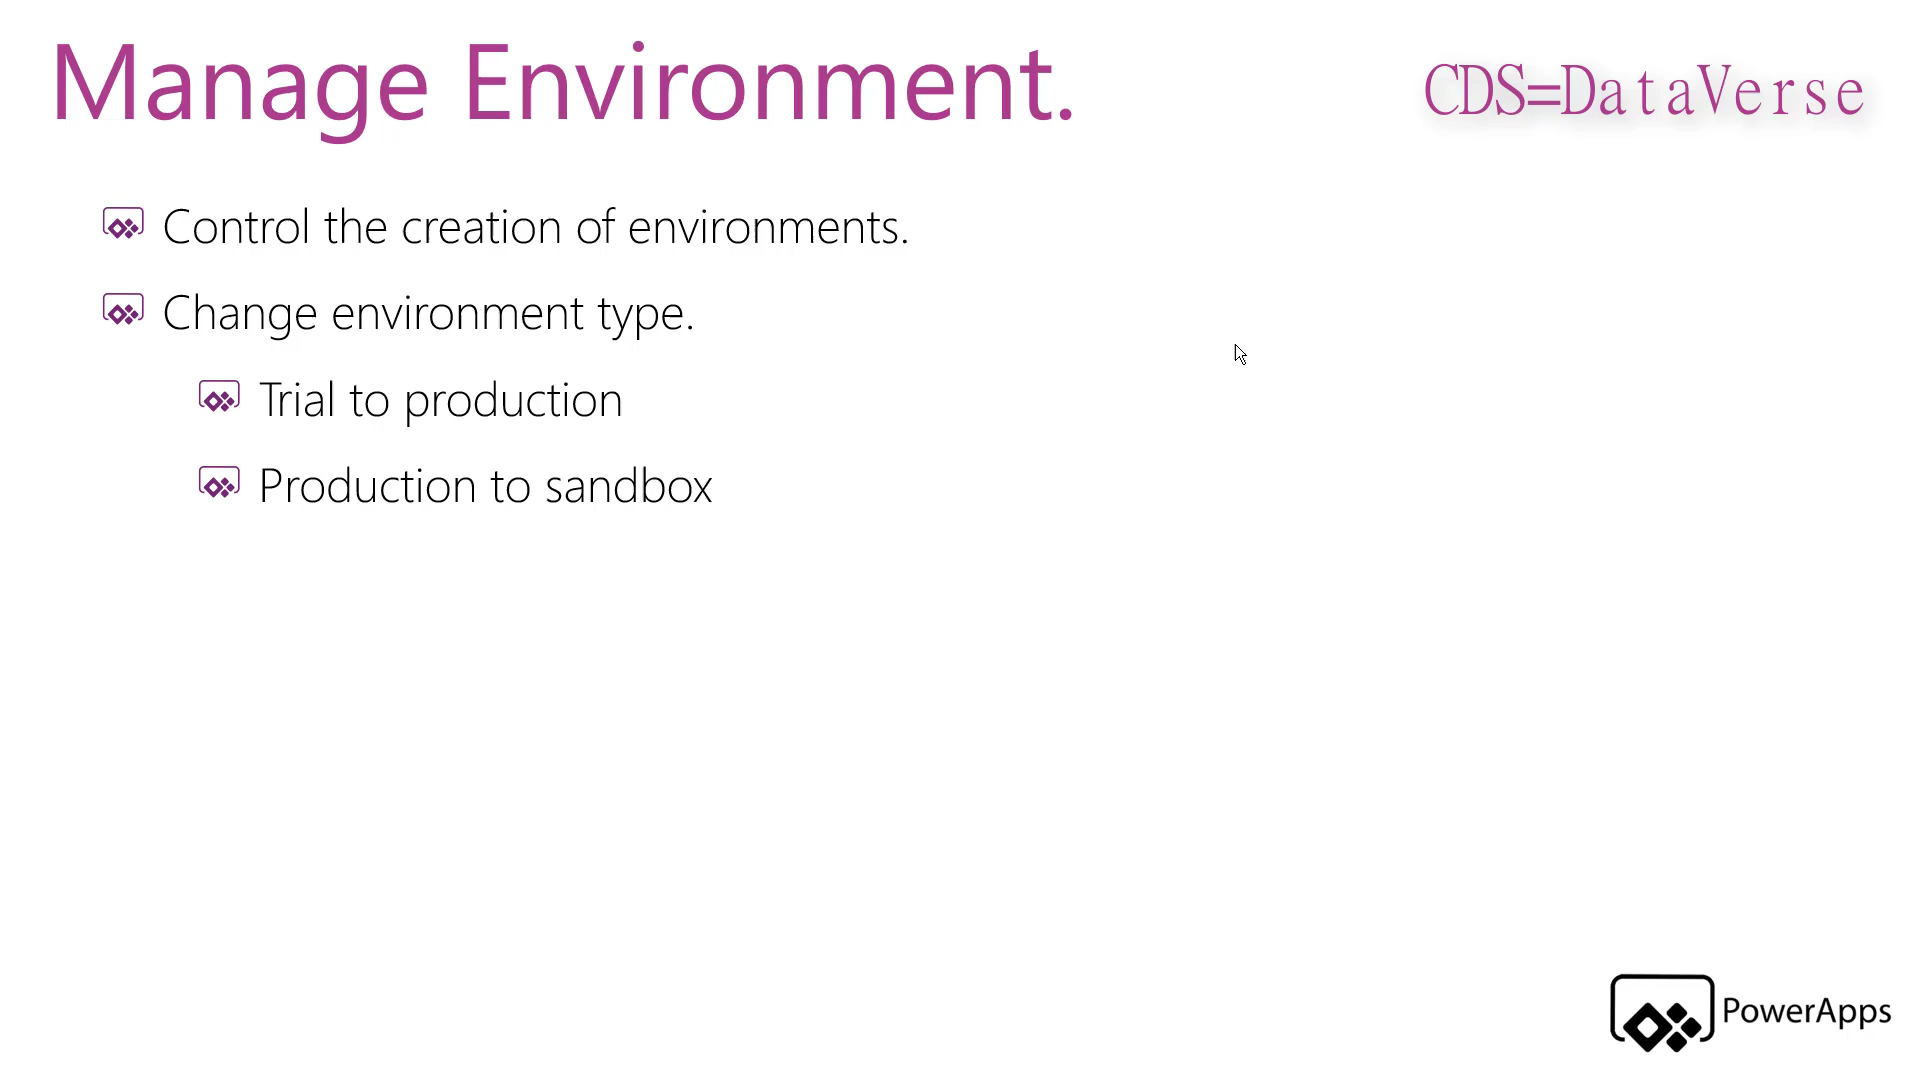 Manage Environment.
CDS=DataVerse
Control the creation of environments.
Change environment type.
Trial to production
Production to sandbox
PowerApps